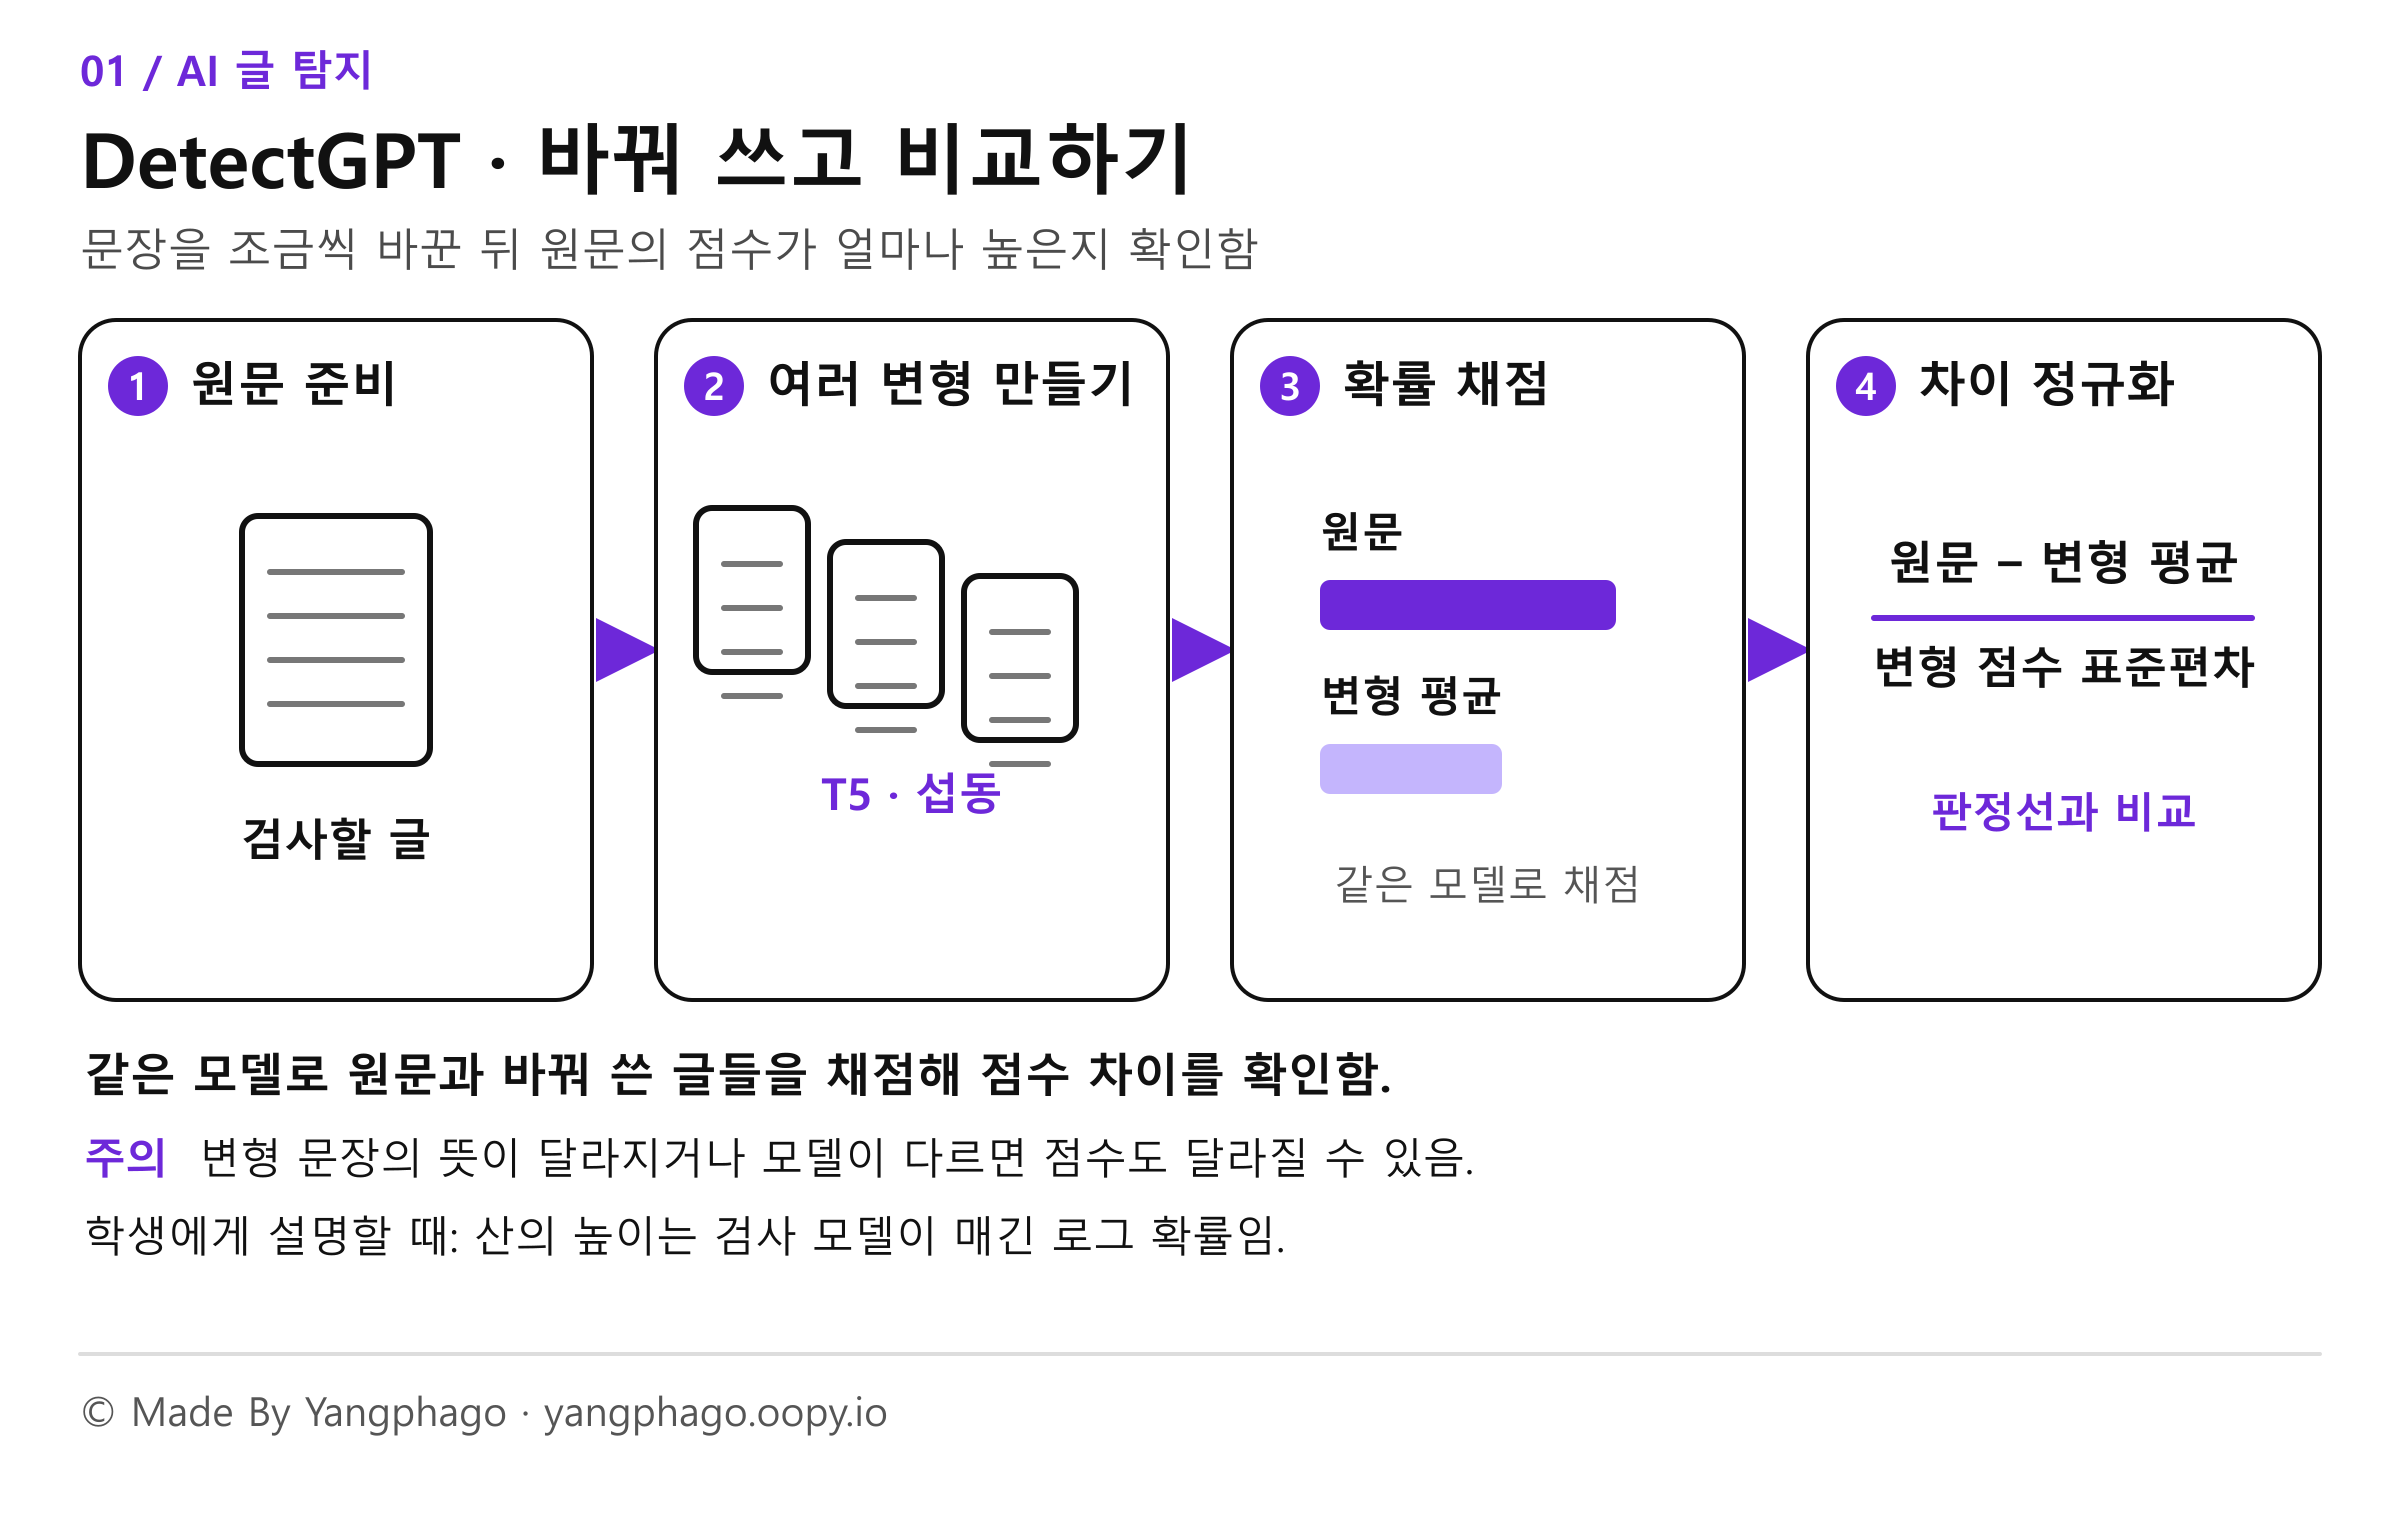 01 / AI 글 탐지
DetectGPT · 바꿔 쓰고 비교하기
문장을 조금씩 바꾼 뒤 원문의 점수가 얼마나 높은지 확인함
1 원문 준비
검사할 글
2 여러 변형 만들기
T5 · 섭동
3 확률 채점
원문
변형 평균
같은 모델로 채점
4 차이 정규화
원문 – 변형 평균
변형 점수 표준편차
판정선과 비교
같은 모델로 원문과 바꿔 쓴 글들을 채점해 점수 차이를 확인함.
주의 변형 문장의 뜻이 달라지거나 모델이 다르면 점수도 달라질 수 있음.
학생에게 설명할 때: 산의 높이는 검사 모델이 매긴 로그 확률임.
© Made By Yangphago · yangphago.oopy.io